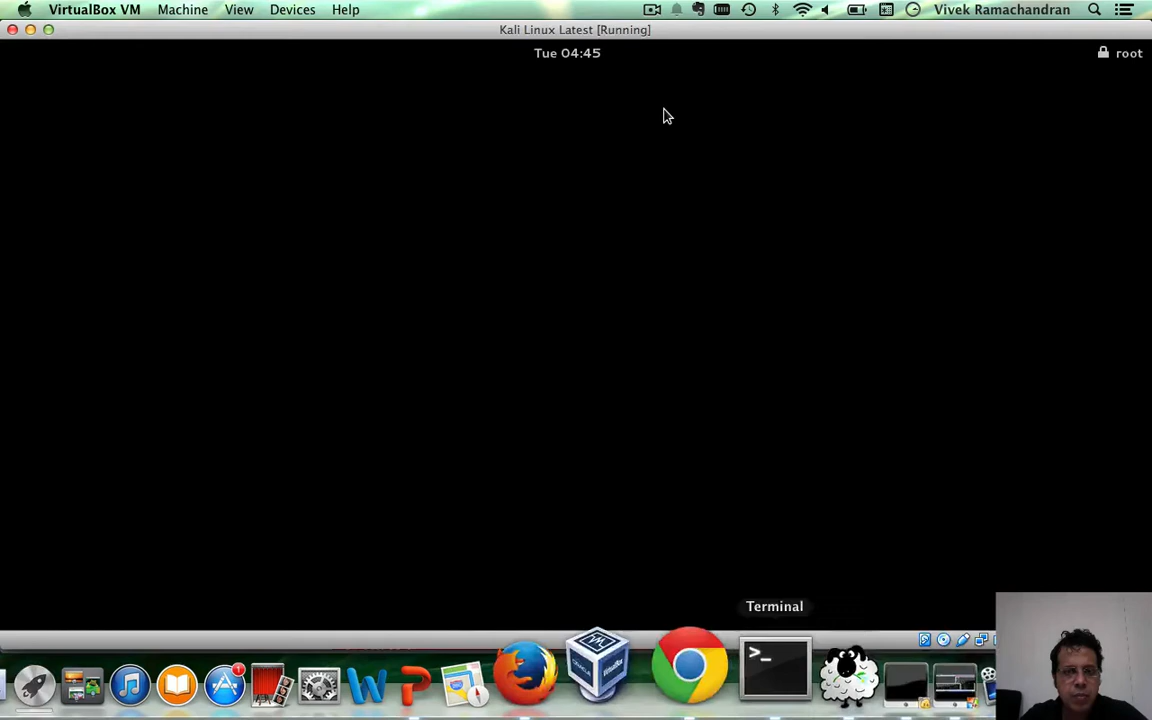 VirtualBox VM Machine View Devices Help Vivek Ramachandran
Kali Linux Latest [Running]
Tue 04:45 root
Terminal
>_